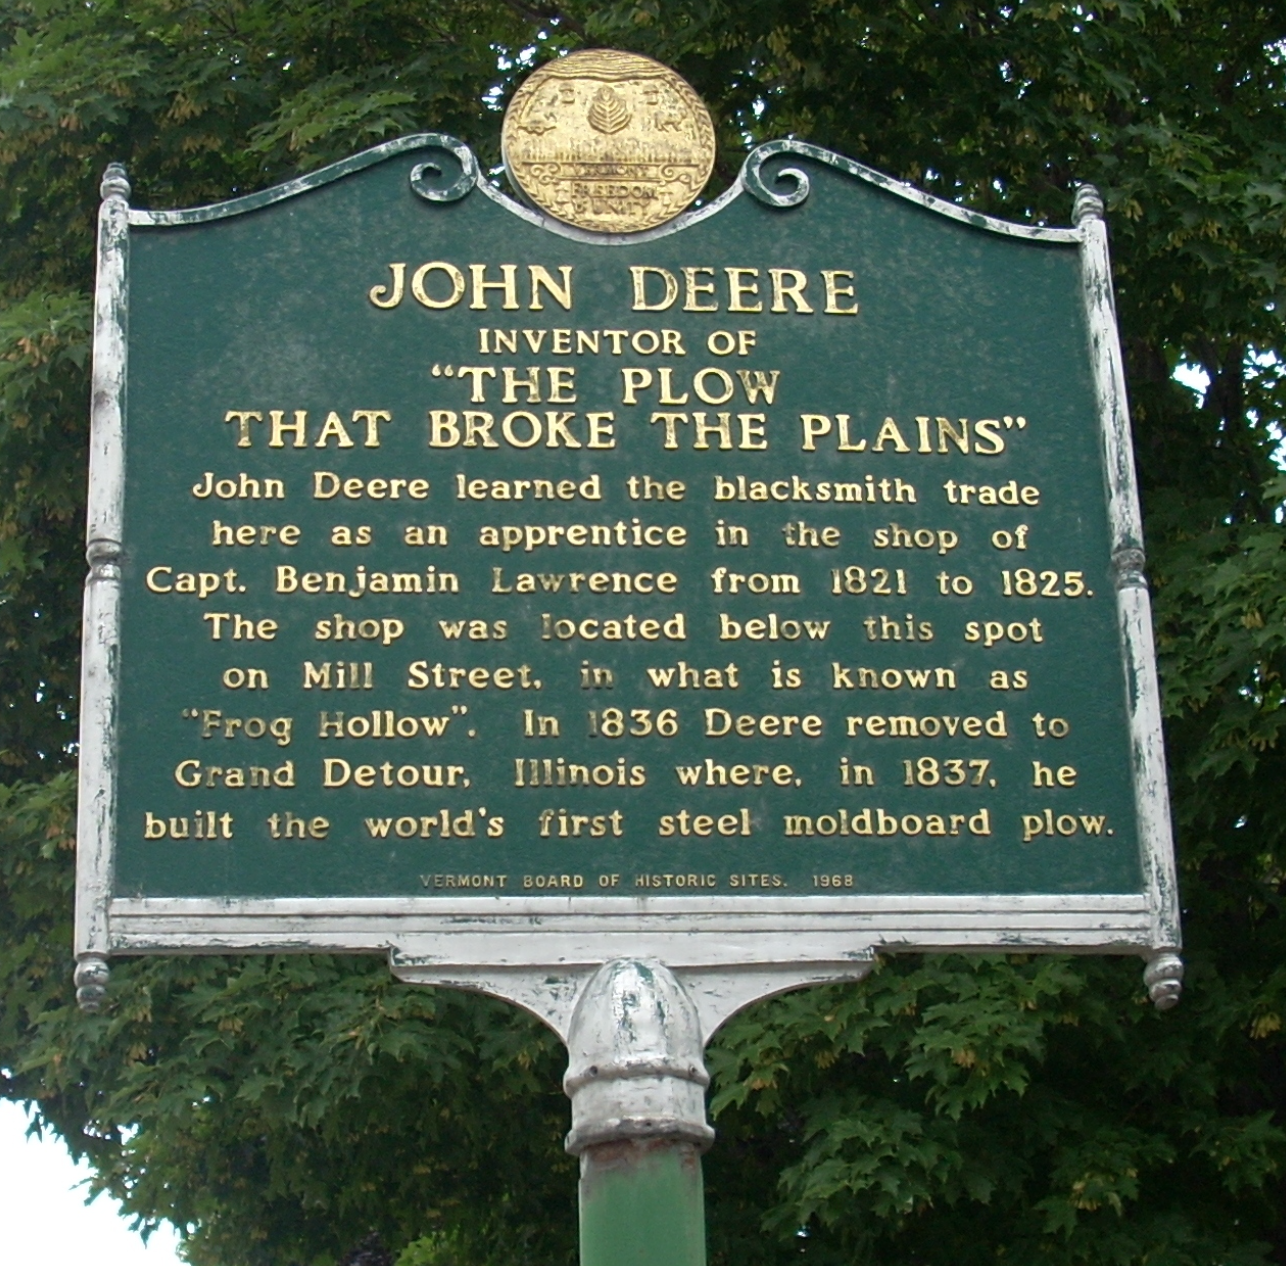 VERMONT
FREEDOM
& UNITY
JOHN DEERE
INVENTOR OF
“THE PLOW
THAT BROKE THE PLAINS”
John Deere learned the blacksmith trade
here as an apprentice in the shop of
Capt. Benjamin Lawrence from 1821 to 1825.
The shop was located below this spot
on Mill Street, in what is known as
“Frog Hollow”. In 1836 Deere removed to
Grand Detour, Illinois where, in 1837, he
built the world's first steel moldboard plow.
VERMONT BOARD OF HISTORIC SITES. 1968